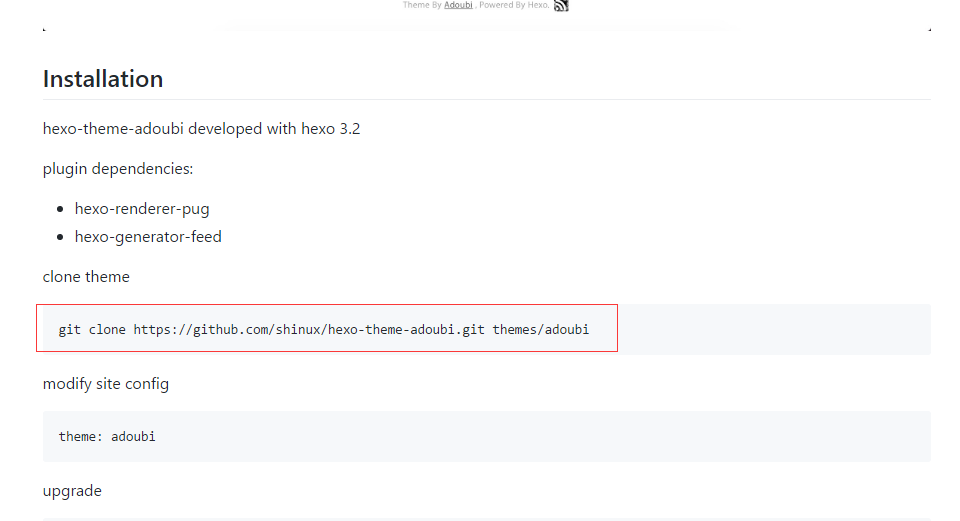 Theme By Adoubi , Powered By Hexo.
Installation
hexo-theme-adoubi developed with hexo 3.2
plugin dependencies:
hexo-renderer-pug
hexo-generator-feed
clone theme
git clone https://github.com/shinux/hexo-theme-adoubi.git themes/adoubi
modify site config
theme: adoubi
upgrade